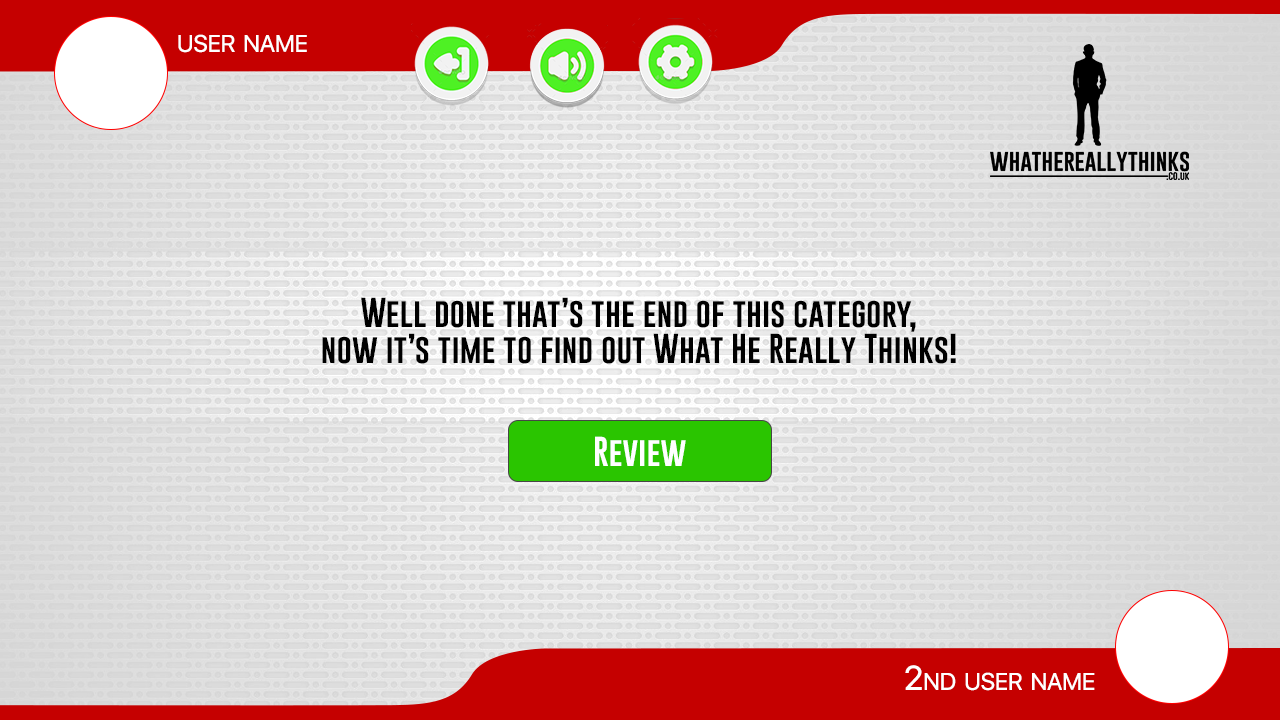 USER NAME
WHATHEREALLYTHINKS
.CO.UK
Well done that's the end of this category,
now it's time to find out What He Really Thinks!
Review
2nd user name